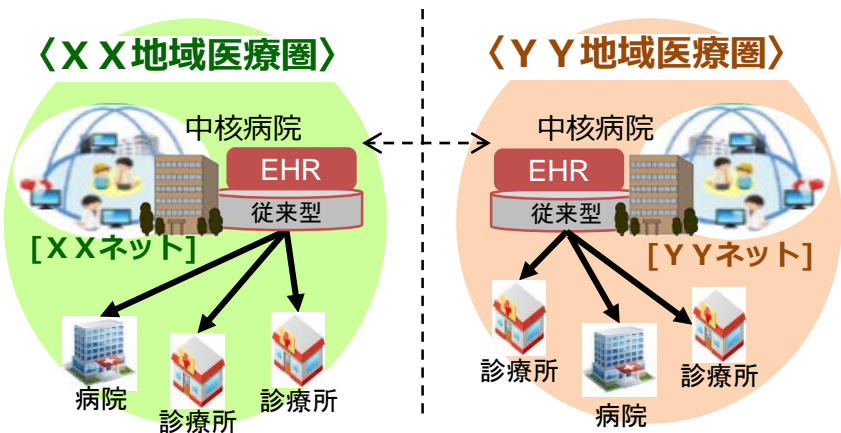 〈ＸＸ地域医療圏〉
中核病院
EHR
従来型
[ＸＸネット]
病院
診療所
診療所
〈ＹＹ地域医療圏〉
中核病院
EHR
従来型
[ＹＹネット]
診療所
病院
診療所